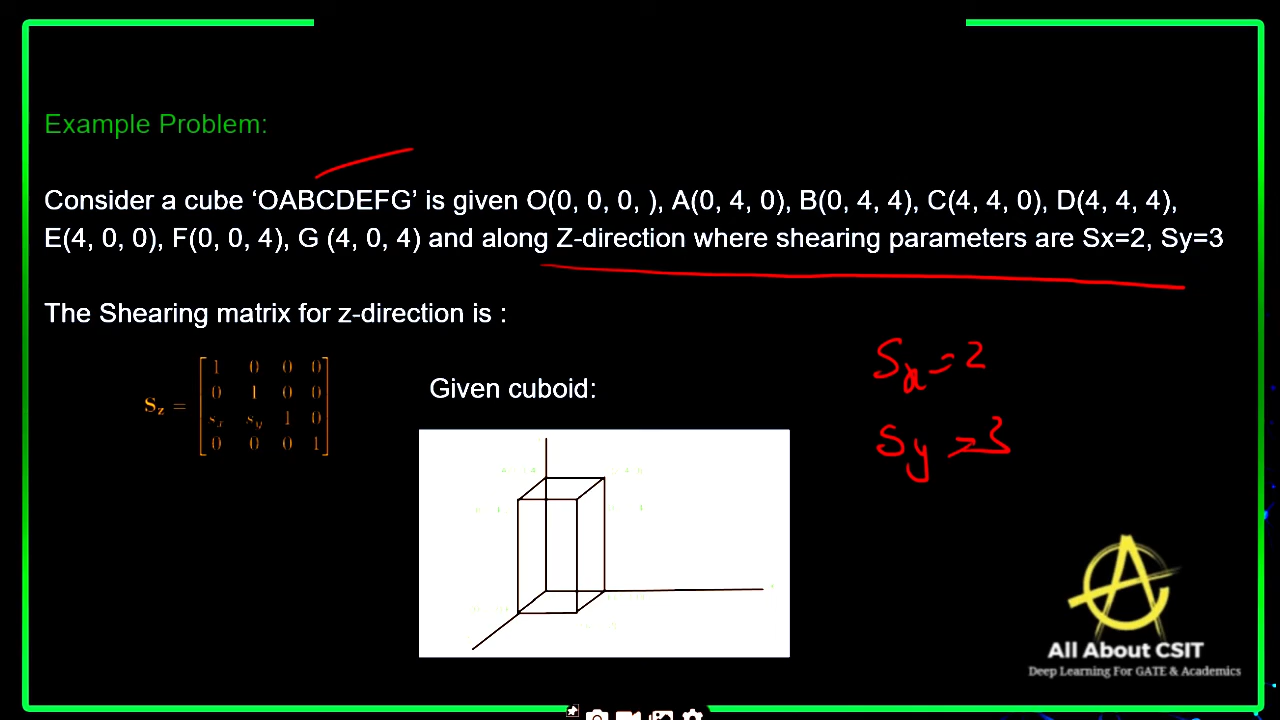 Example Problem:
Consider a cube ‘OABCDEFG’ is given O(0, 0, 0, ), A(0, 4, 0), B(0, 4, 4), C(4, 4, 0), D(4, 4, 4),
E(4, 0, 0), F(0, 0, 4), G (4, 0, 4) and along Z-direction where shearing parameters are Sx=2, Sy=3
The Shearing matrix for z-direction is :
1 0 0 0
0 1 0 0
Sz =
sx sy 1 0
0 0 0 1
Given cuboid:
Sx = 2
Sy = 3
All About CSIT
Deep Learning For GATE & Academics